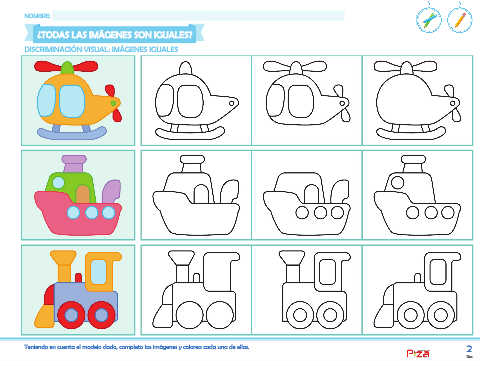 NOMBRE:
¿TODAS LAS IMÁGENES SON IGUALES?
DISCRIMINACIÓN VISUAL: IMÁGENES IGUALES
Teniendo en cuenta el modelo dado, completa las imágenes y colorea cada una de ellas.
2